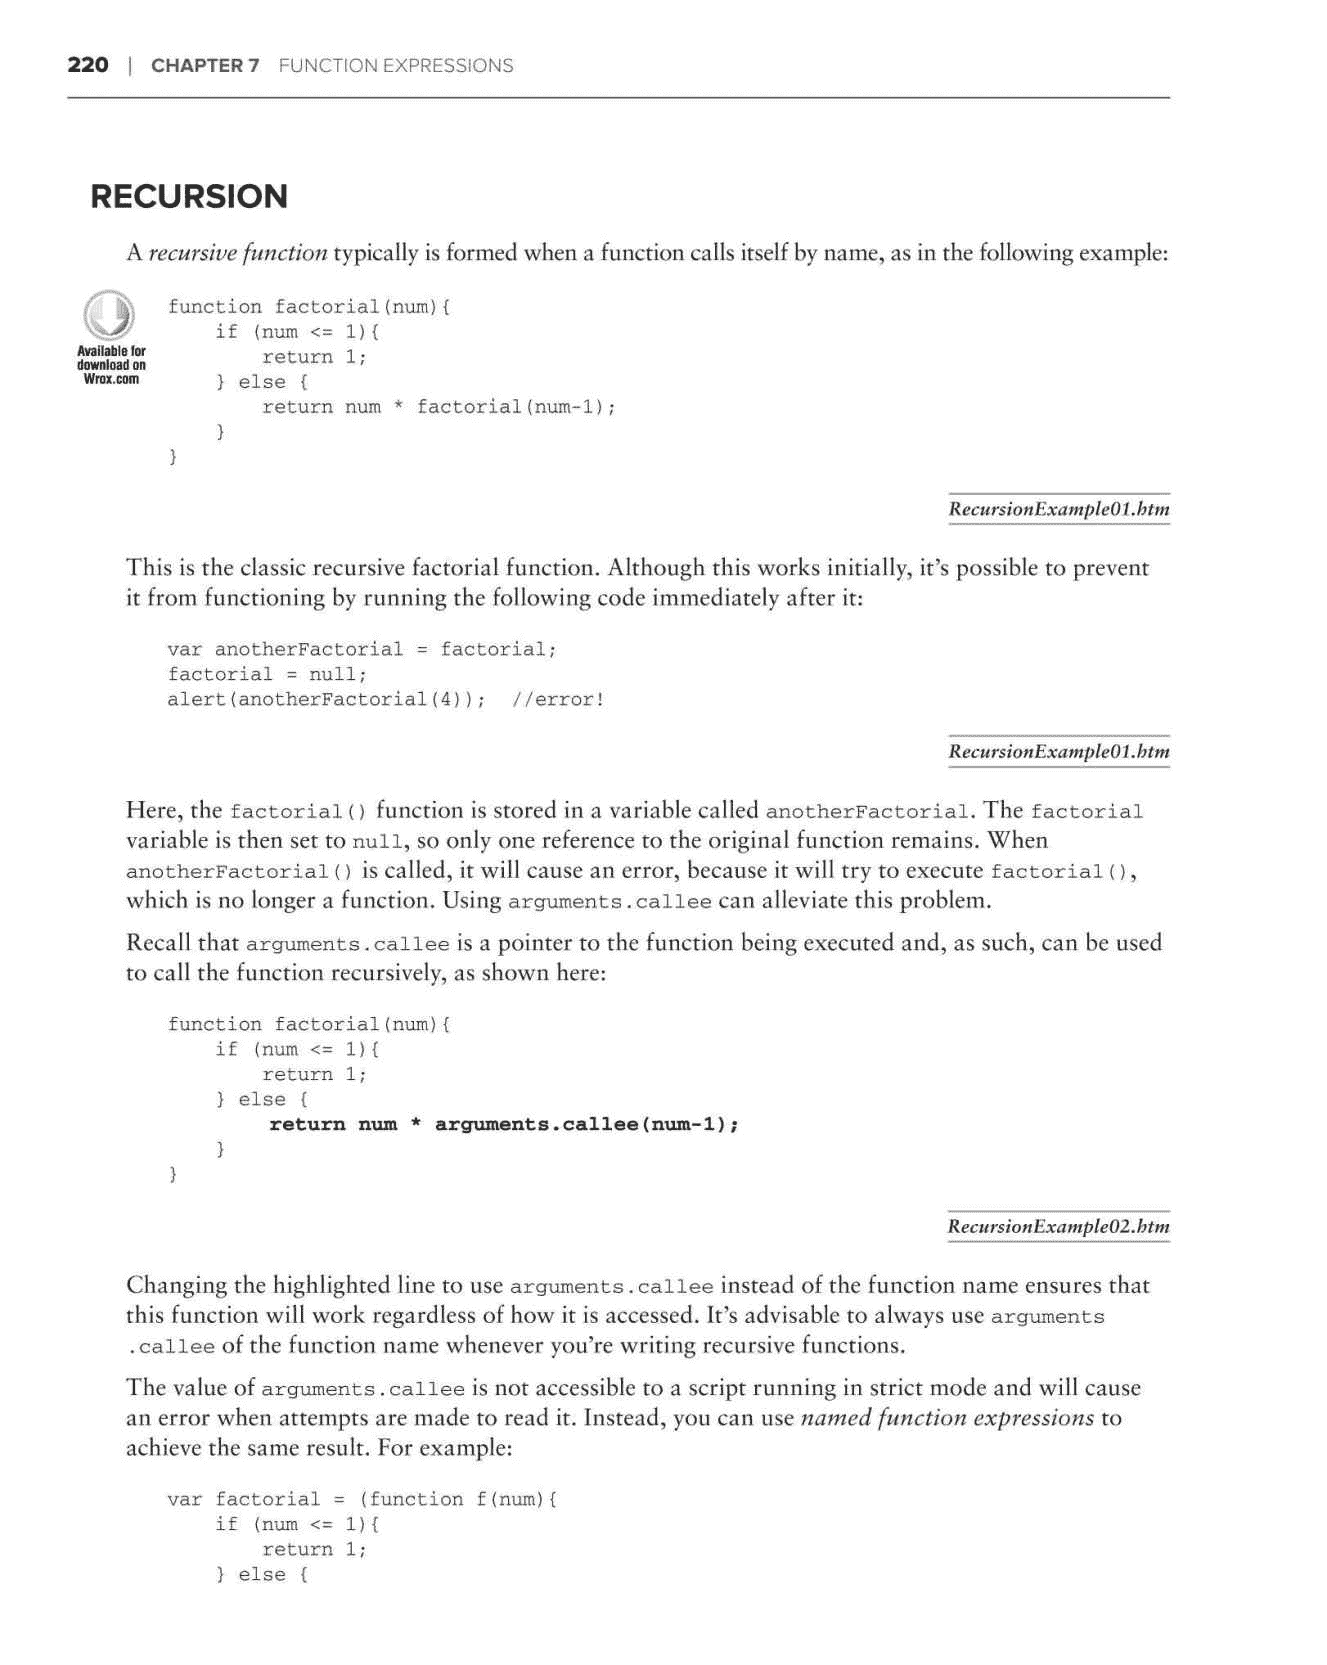 220 | CHAPTER 7 FUNCTION EXPRESSIONS
RECURSION
A recursive function typically is formed when a function calls itself by name, as in the following example:
Available for
download on
Wrox.com
function factorial(num){
    if (num <= 1){
        return 1;
    } else {
        return num * factorial(num-1);
    }
}
RecursionExample01.htm
This is the classic recursive factorial function. Although this works initially, it’s possible to prevent
it from functioning by running the following code immediately after it:
var anotherFactorial = factorial;
factorial = null;
alert(anotherFactorial(4));  //error!
RecursionExample01.htm
Here, the factorial() function is stored in a variable called anotherFactorial. The factorial
variable is then set to null, so only one reference to the original function remains. When
anotherFactorial() is called, it will cause an error, because it will try to execute factorial(),
which is no longer a function. Using arguments.callee can alleviate this problem.
Recall that arguments.callee is a pointer to the function being executed and, as such, can be used
to call the function recursively, as shown here:
function factorial(num){
    if (num <= 1){
        return 1;
    } else {
        return num * arguments.callee(num-1);
    }
}
RecursionExample02.htm
Changing the highlighted line to use arguments.callee instead of the function name ensures that
this function will work regardless of how it is accessed. It’s advisable to always use arguments
.callee of the function name whenever you’re writing recursive functions.
The value of arguments.callee is not accessible to a script running in strict mode and will cause
an error when attempts are made to read it. Instead, you can use named function expressions to
achieve the same result. For example:
var factorial = (function f(num){
    if (num <= 1){
        return 1;
    } else {